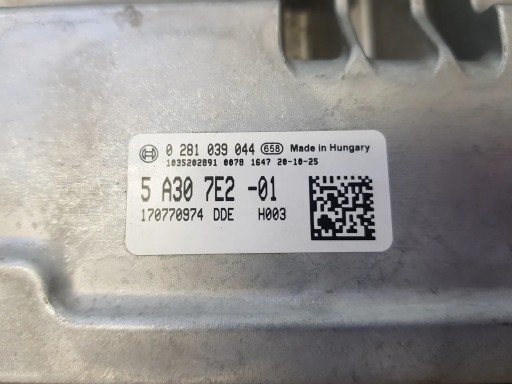 0 281 039 044 658 Made in Hungary
1035202891 0078 1647 20-10-25
5 A30 7E2 -01
170770974 DDE H003